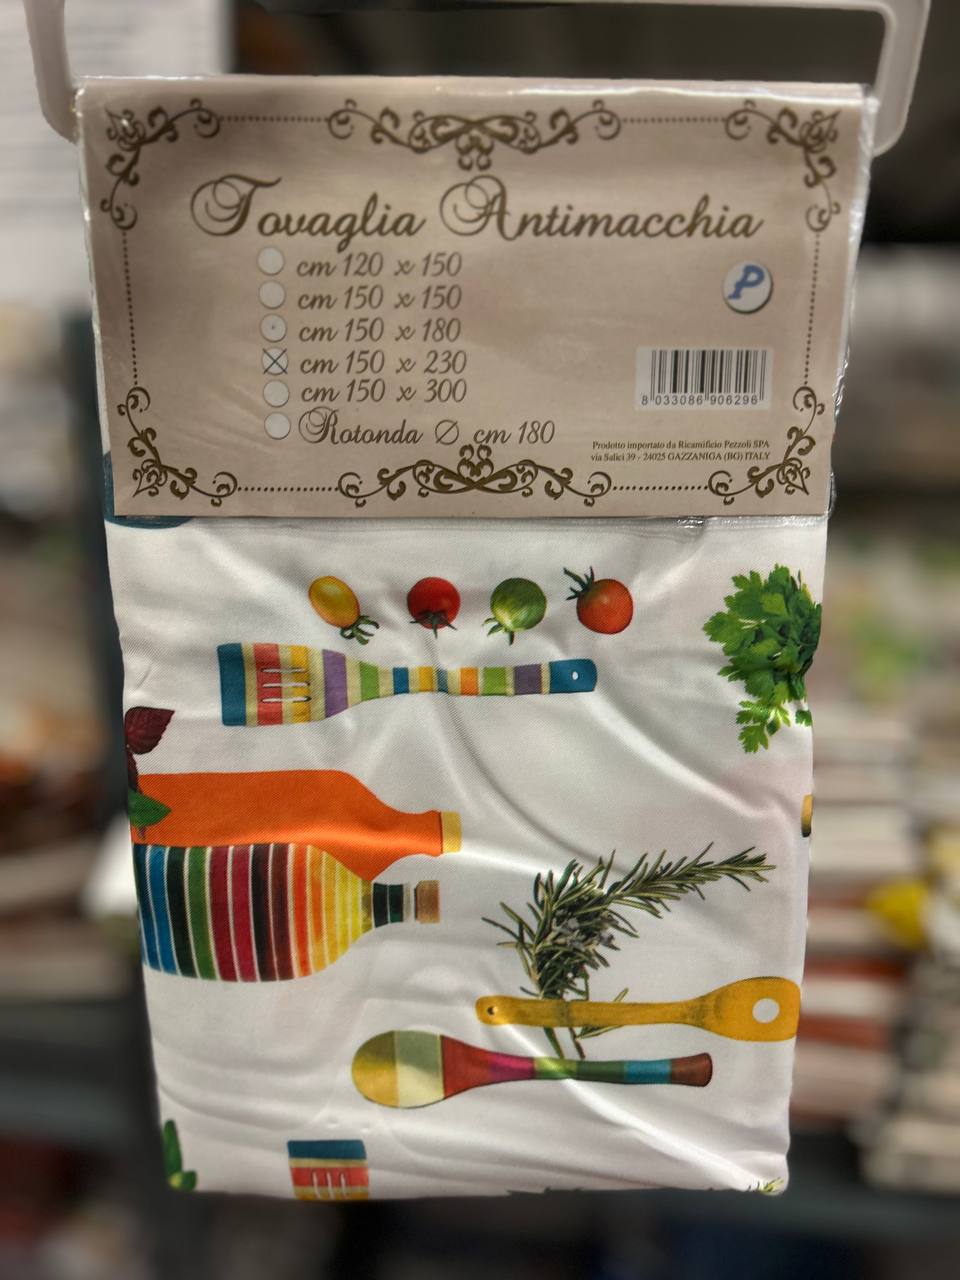 Tovaglia Antimacchia
cm 120 x 150
cm 150 x 150
cm 150 x 180
cm 150 x 230
cm 150 x 300
Rotonda Ø cm 180
P
8 033086 906296
Prodotto importato da Ricamificio Pezzoli SPA
via Salici 39 - 24025 GAZZANIGA (BG) ITALY